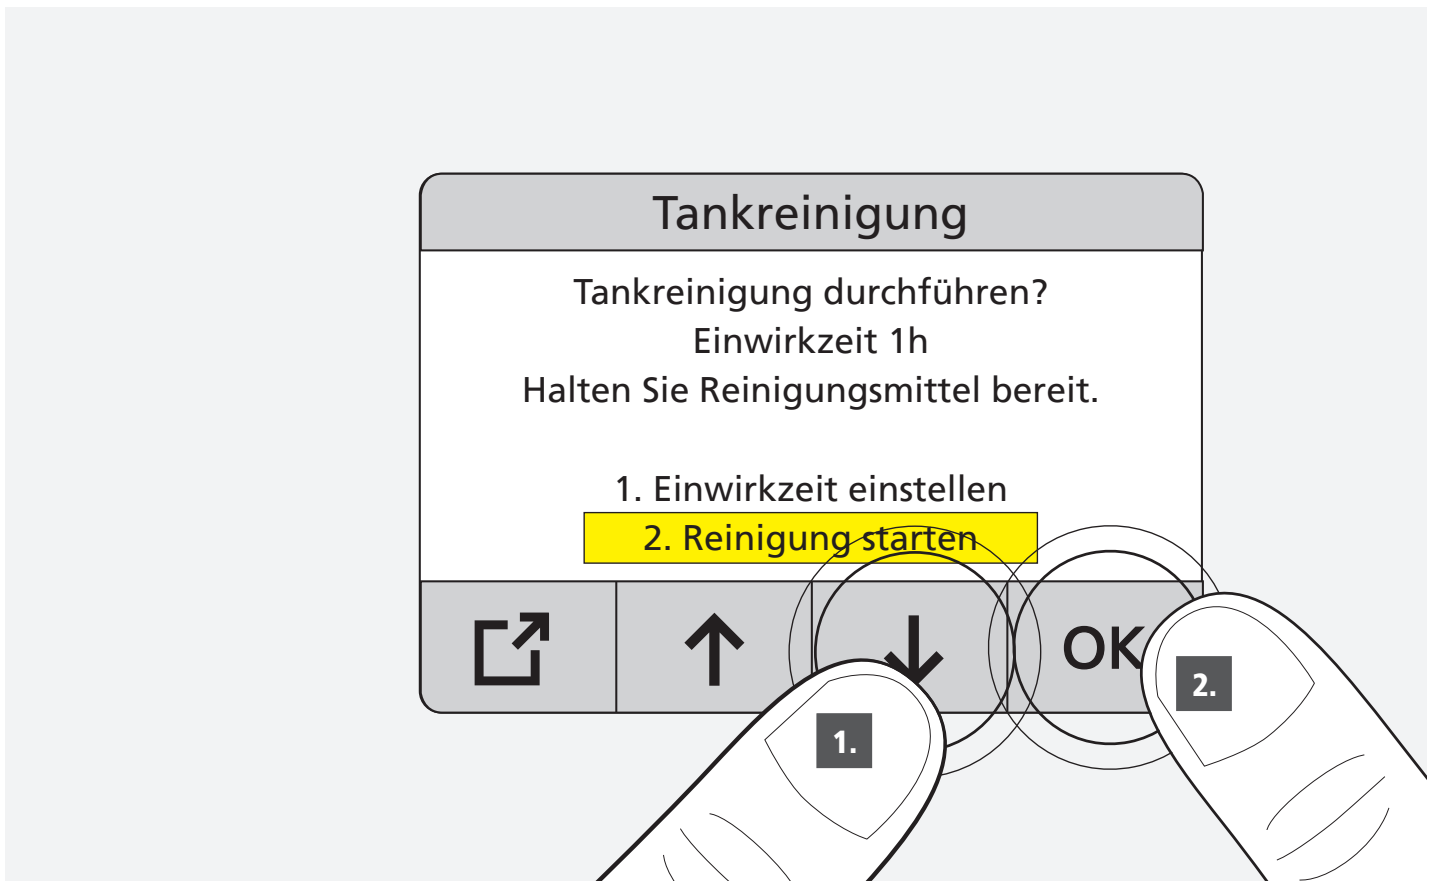 Tankreinigung
Tankreinigung durchführen?
Einwirkzeit 1h
Halten Sie Reinigungsmittel bereit.
1. Einwirkzeit einstellen
2. Reinigung starten
OK
2.
1.